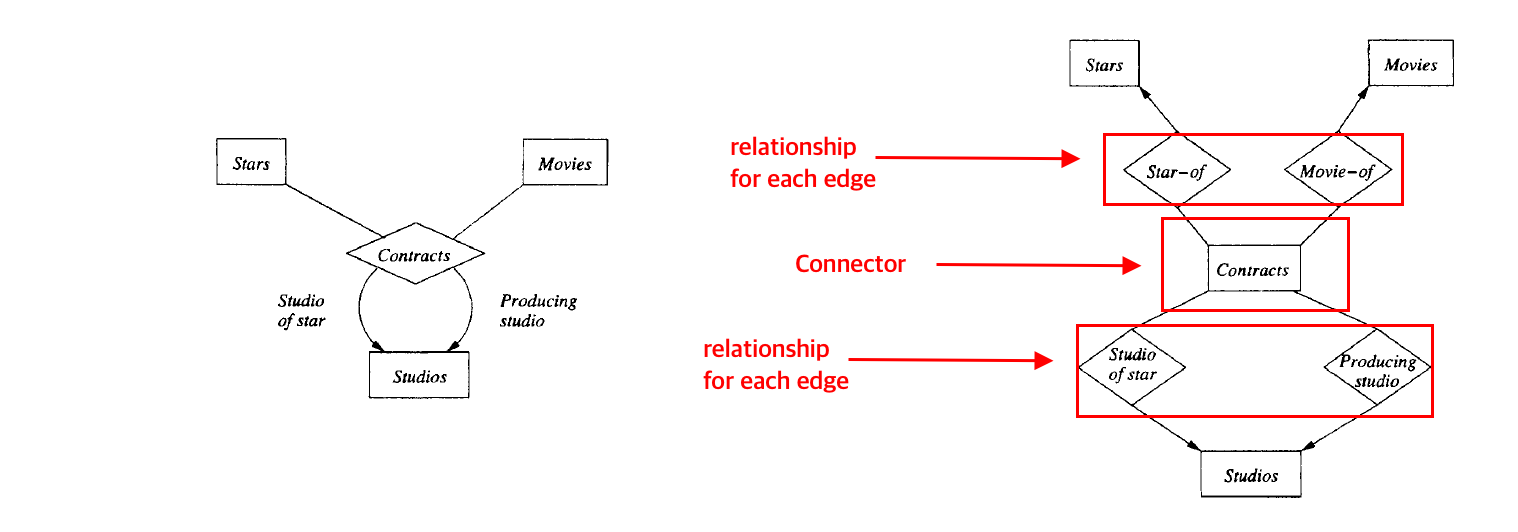 Stars
Movies
Contracts
Studio
of star
Producing
studio
Studios
Stars
Movies
relationship
for each edge
Star-of
Movie-of
Connector
Contracts
relationship
for each edge
Studio
of star
Producing
studio
Studios